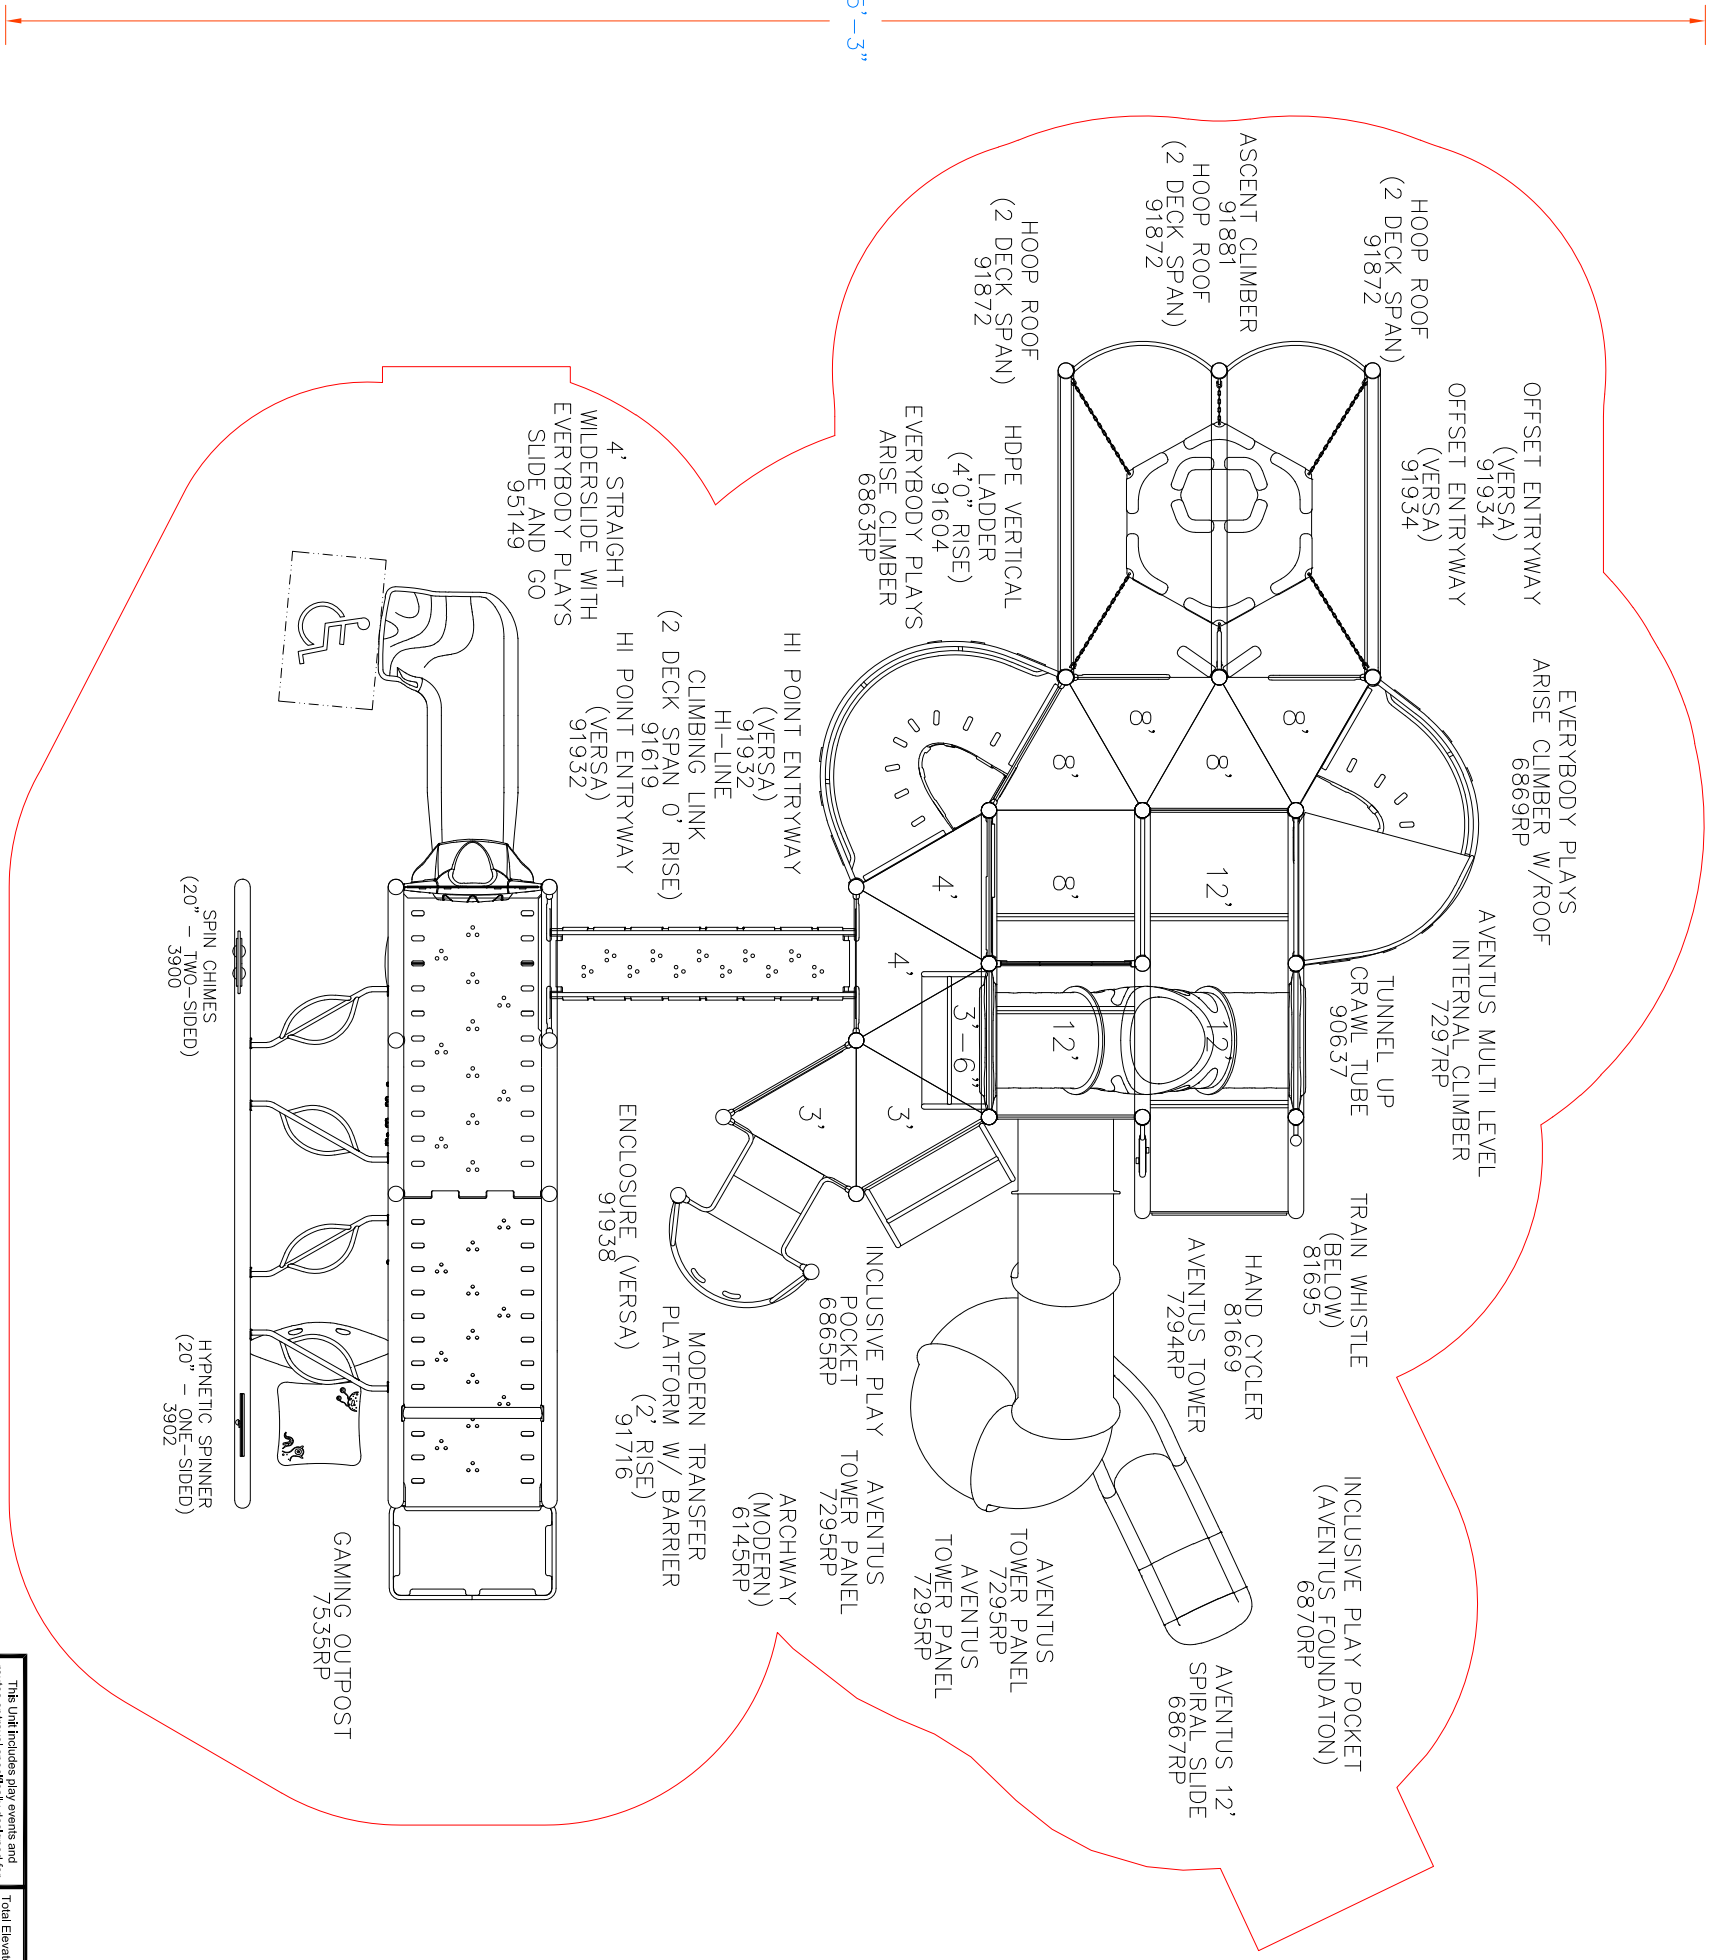 5'-3"
HOOP ROOF
(2 DECK SPAN)
91872
ASCENT CLIMBER
91881
HOOP ROOF
(2 DECK SPAN)
91872
HOOP ROOF
(2 DECK SPAN)
91872
OFFSET ENTRYWAY
(VERSA)
91934
OFFSET ENTRYWAY
(VERSA)
91934
HDPE VERTICAL
LADDER
(4'0" RISE)
91604
EVERYBODY PLAYS
ARISE CLIMBER
6863RP
4' STRAIGHT
WILDERSLIDE WITH
EVERYBODY PLAYS
SLIDE AND GO
95149
EVERYBODY PLAYS
ARISE CLIMBER W/ROOF
6869RP
HI POINT ENTRYWAY
(VERSA)
91932
HI-LINE
CLIMBING LINK
(2 DECK SPAN 0' RISE)
91619
HI POINT ENTRYWAY
(VERSA)
91932
8'
8'
8'
8'
12'
8'
4'
4'
12'
12'
3'-6"
3'
3'
AVENTUS MULTI LEVEL
INTERNAL CLIMBER
7297RP
TUNNEL UP
CRAWL TUBE
90637
SPIN CHIMES
(20" - TWO-SIDED)
3900
TRAIN WHISTLE
(BELOW)
81695
HAND CYCLER
81669
AVENTUS TOWER
7294RP
INCLUSIVE PLAY
POCKET
6865RP
ENCLOSURE (VERSA)
91938
MODERN TRANSFER
PLATFORM W/ BARRIER
(2' RISE)
91716
HYPNETIC SPINNER
(20" - ONE-SIDED)
3902
INCLUSIVE PLAY POCKET
(AVENTUS FOUNDATON)
6870RP
AVENTUS
TOWER PANEL
7295RP
AVENTUS
TOWER PANEL
7295RP
AVENTUS
TOWER PANEL
7295RP
ARCHWAY
(MODERN)
6145RP
GAMING OUTPOST
7535RP
AVENTUS 12'
SPIRAL SLIDE
6867RP
This Unit includes play events and
Total Elevat